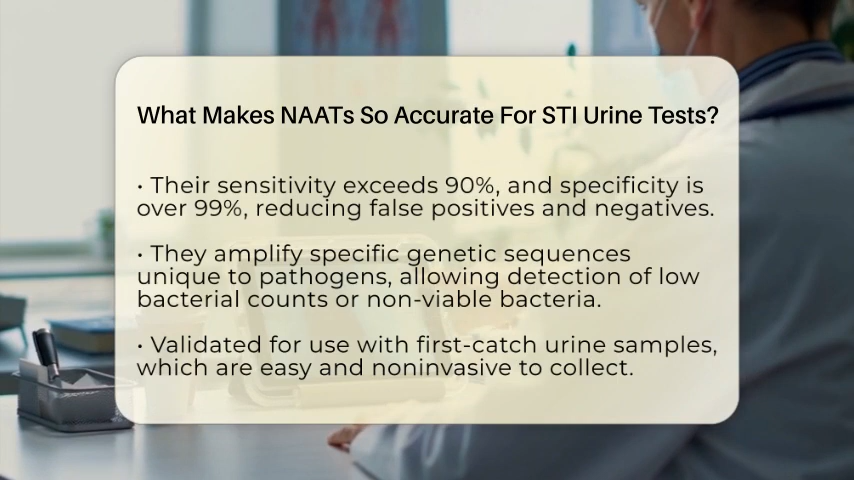 What Makes NAATs So Accurate For STI Urine Tests?
• Their sensitivity exceeds 90%, and specificity is
over 99%, reducing false positives and negatives.
• They amplify specific genetic sequences
unique to pathogens, allowing detection of low
bacterial counts or non-viable bacteria.
• Validated for use with first-catch urine samples,
which are easy and noninvasive to collect.